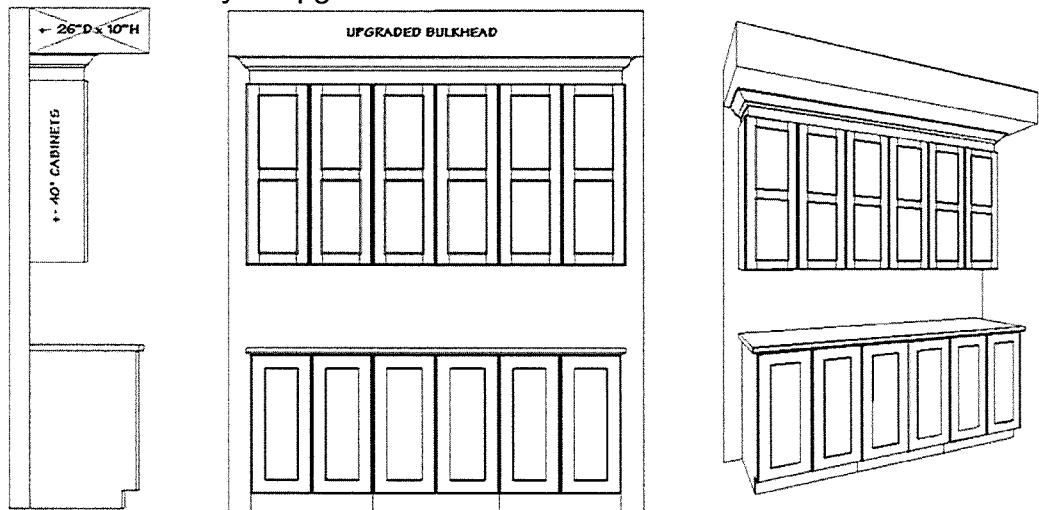 ← 26"D x 10"H
UPGRADED BULKHEAD
+- 40" CABINETS